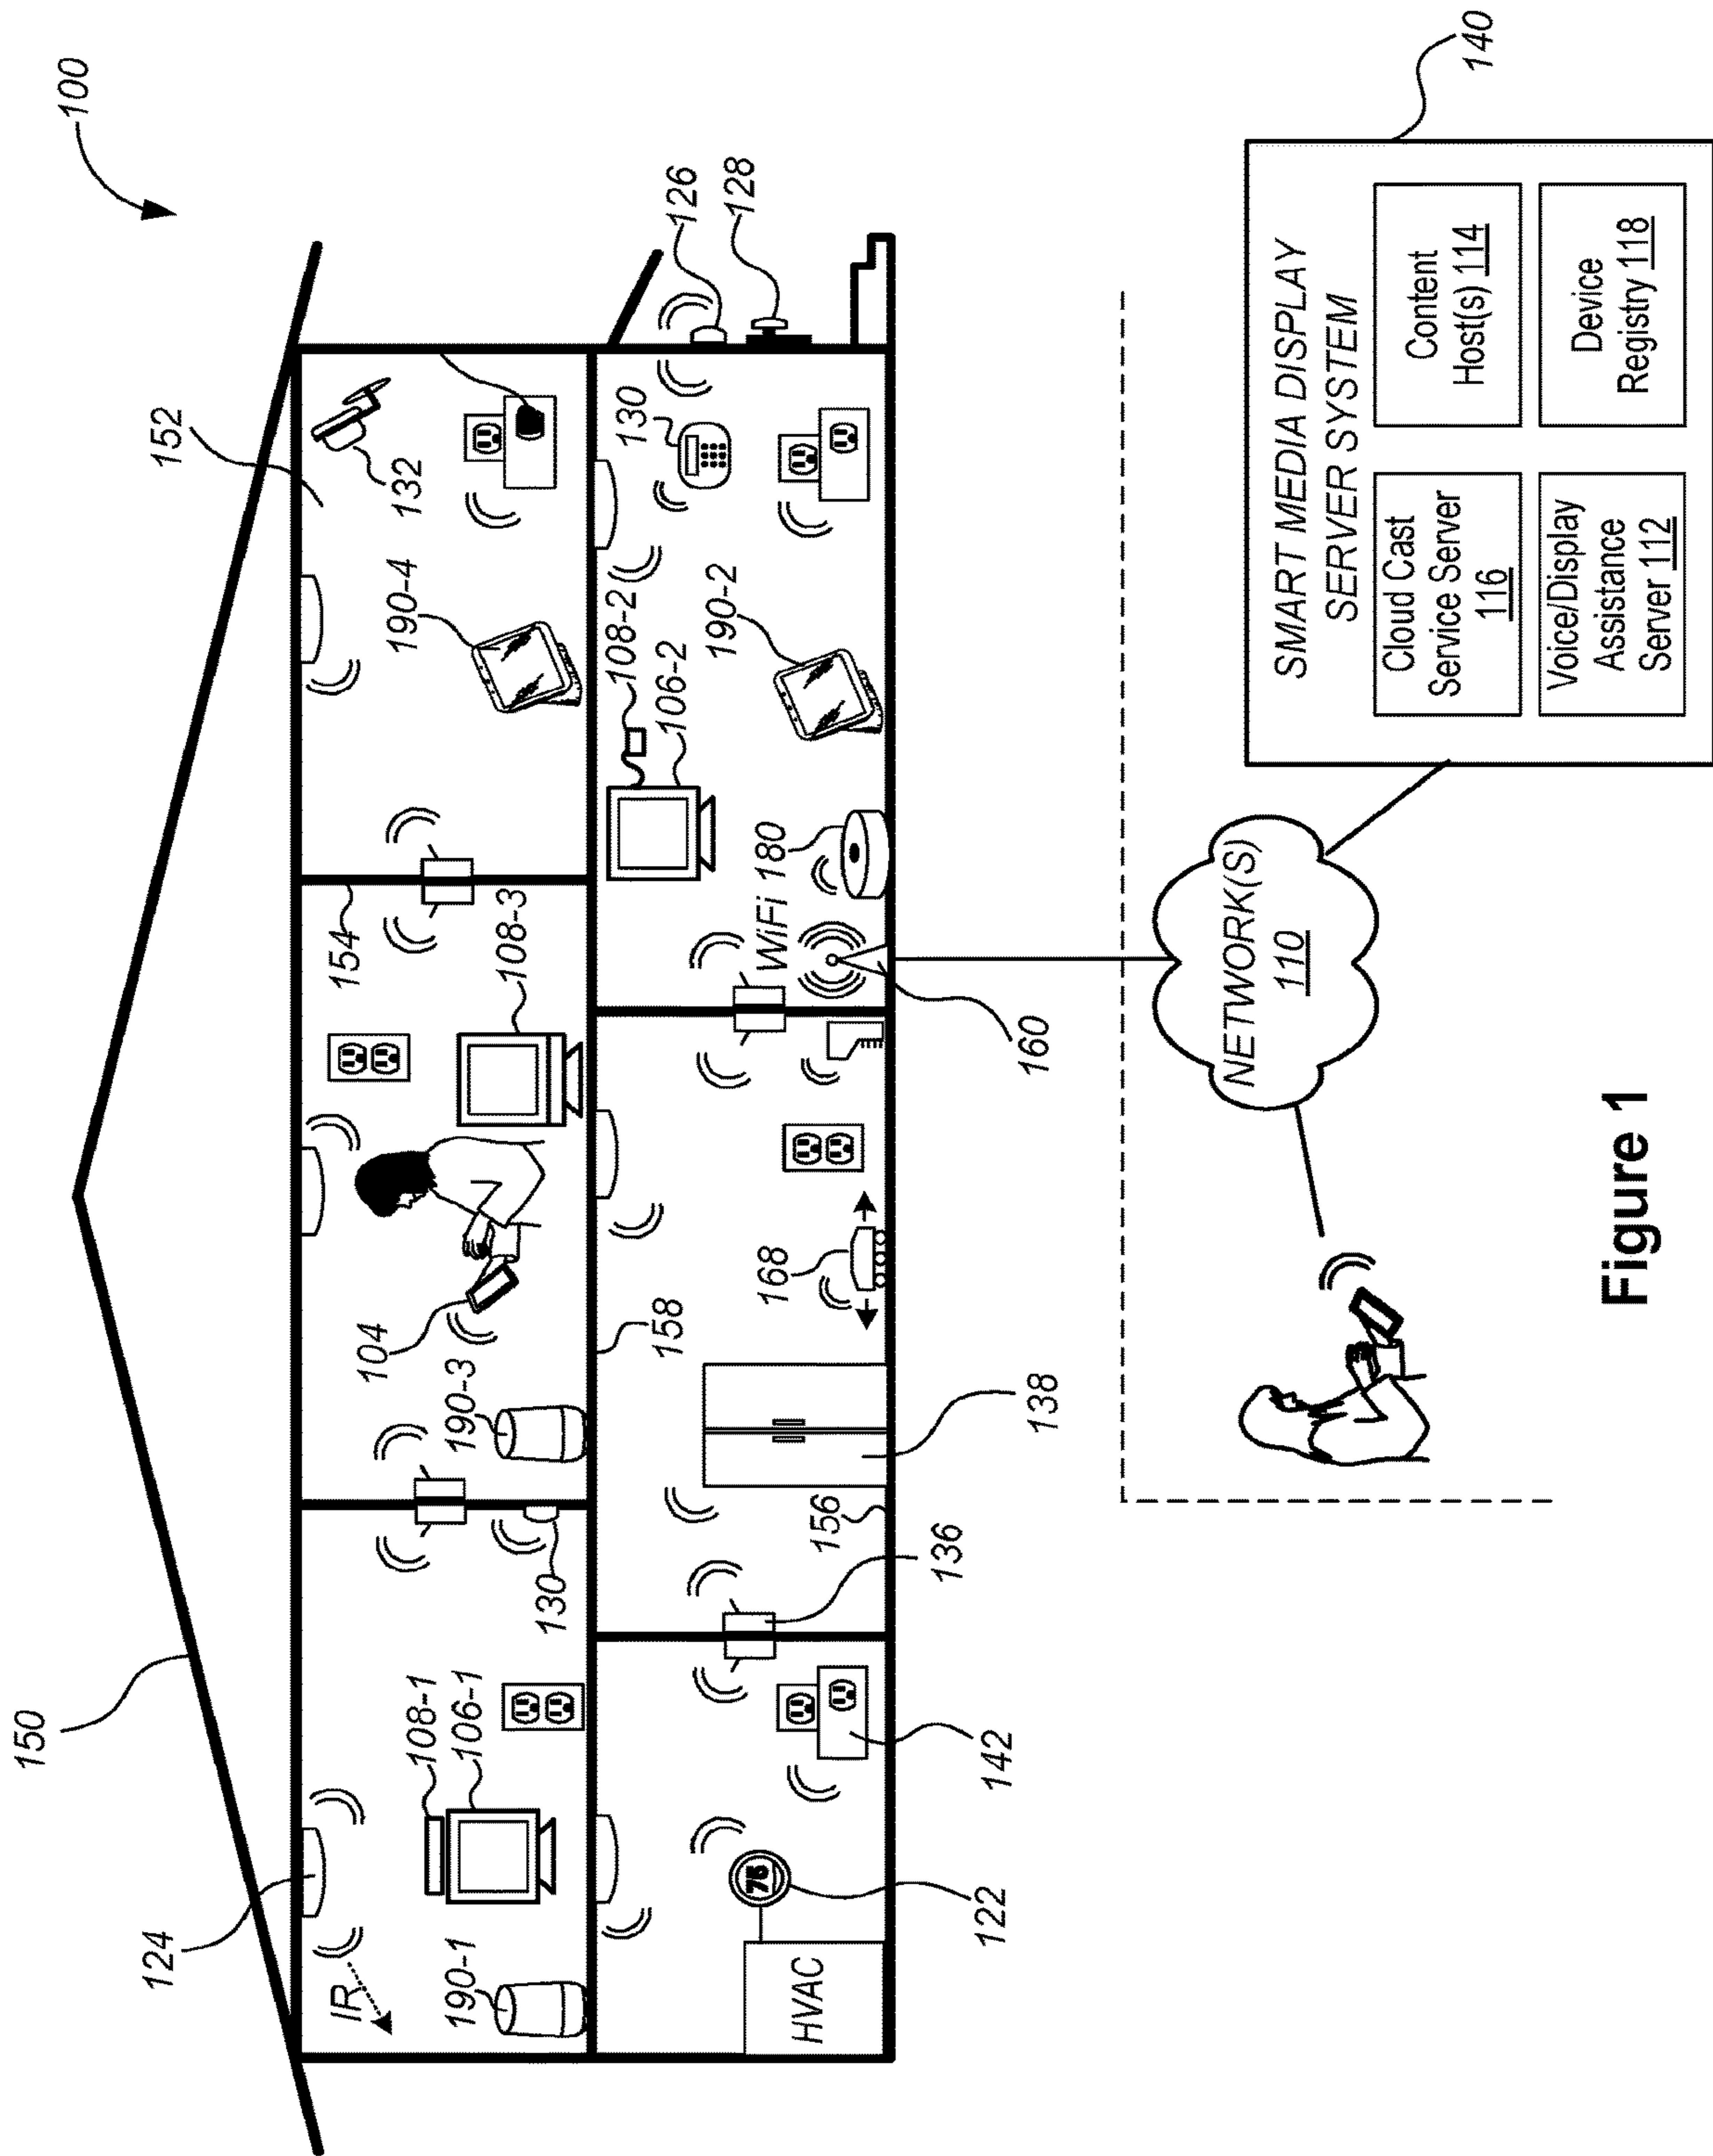 100
150
152
124
IR
190-1
108-1
106-1
130
190-3
104
154
108-3
190-4
132
126
128
HVAC
75
122
142
136
156
158
138
168
160
WiFi
180
108-2
106-2
190-2
130
NETWORK(S)
110
140
SMART MEDIA DISPLAY
SERVER SYSTEM
Cloud Cast
Service Server
116
Content
Host(s) 114
Voice/Display
Assistance
Server 112
Device
Registry 118
Figure 1